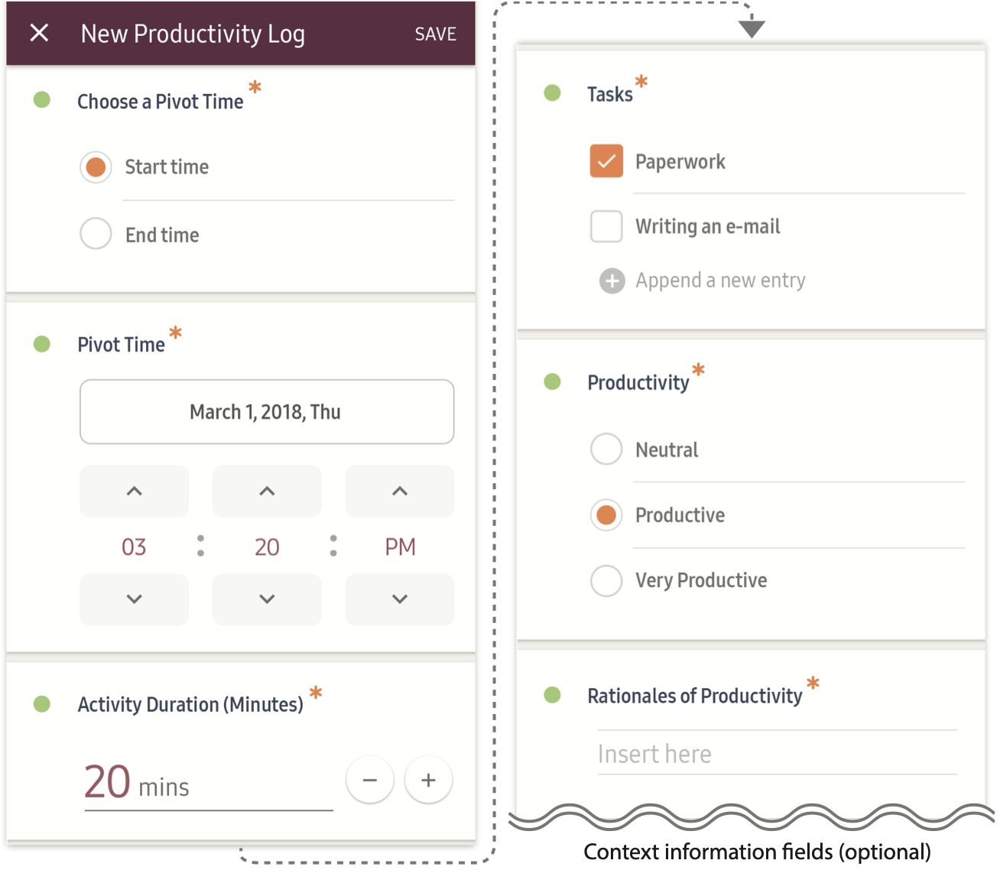 New Productivity Log SAVE
Choose a Pivot Time *
Start time
End time
Pivot Time *
March 1, 2018, Thu
03 : 20 : PM
Activity Duration (Minutes) *
20 mins
Tasks *
Paperwork
Writing an e-mail
Append a new entry
Productivity *
Neutral
Productive
Very Productive
Rationales of Productivity *
Insert here
Context information fields (optional)